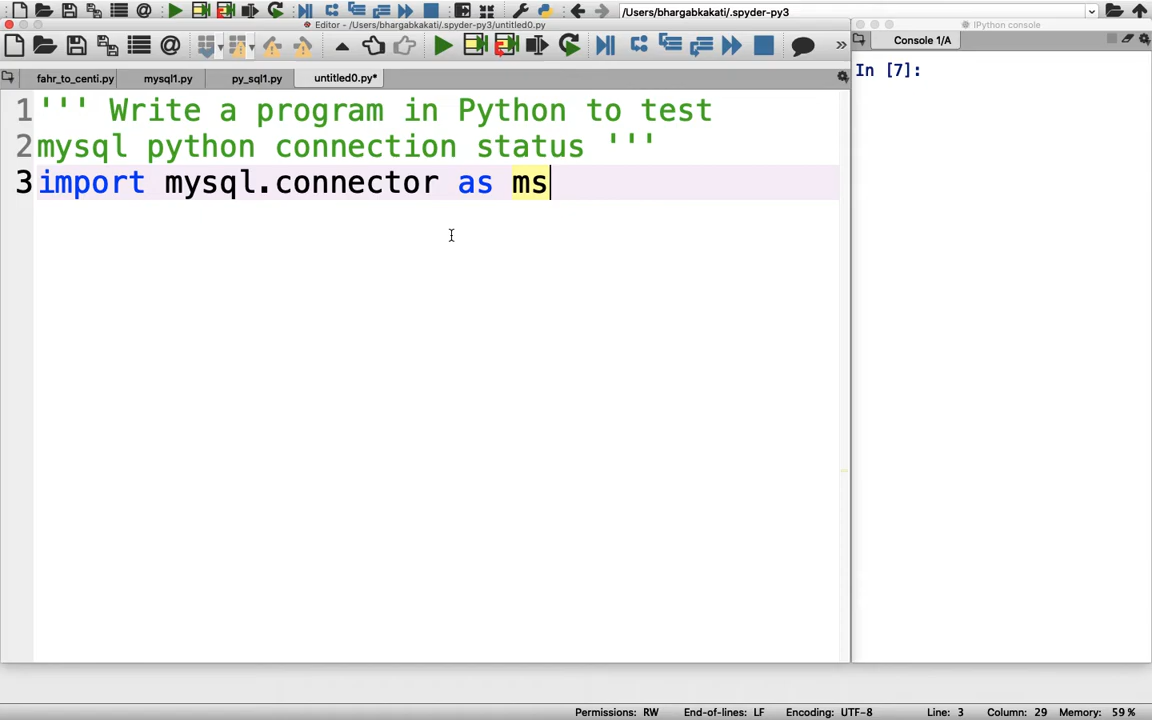 /Users/bhargabkakati/.spyder-py3
Editor - /Users/bhargabkakati/.spyder-py3/untitled0.py
IPython console
Console 1/A
fahr_to_centi.py
mysql1.py
py_sql1.py
untitled0.py*
In [7]:
1 ''' Write a program in Python to test
2 mysql python connection status '''
3 import mysql.connector as ms
Permissions: RW End-of-lines: LF Encoding: UTF-8 Line: 3 Column: 29 Memory: 59 %